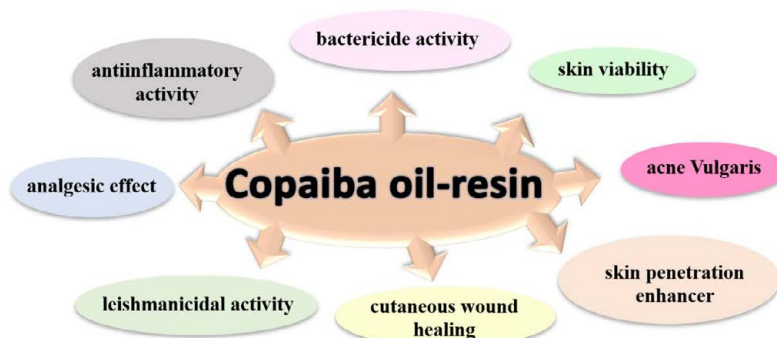 bactericide activity
antiinflammatory
activity
skin viability
analgesic effect
Copaiba oil-resin
acne Vulgaris
leishmanicidal activity
cutaneous wound
healing
skin penetration
enhancer